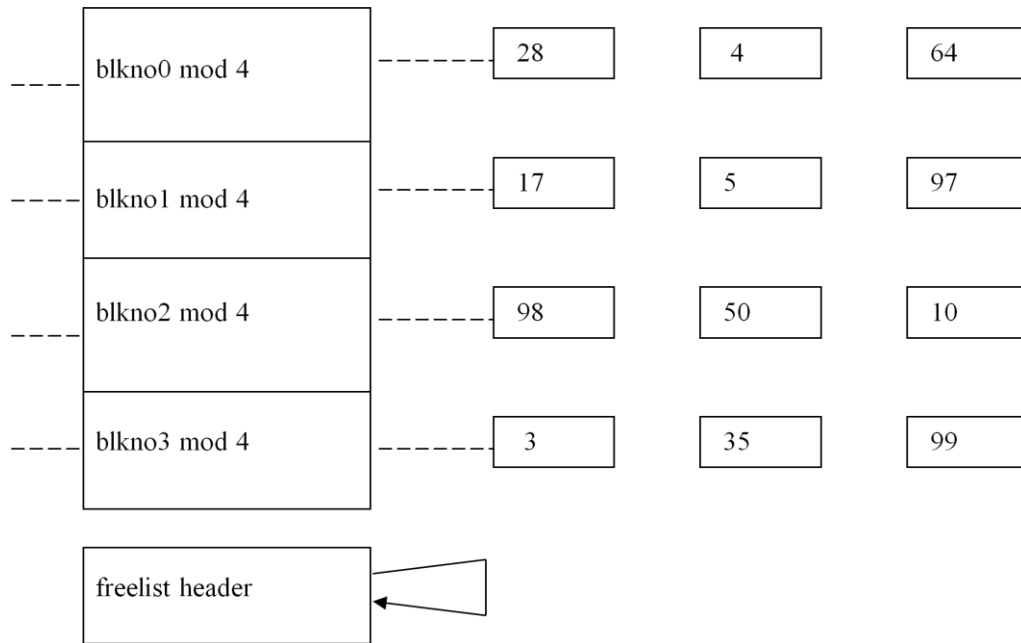 blkno0 mod 4 28 4 64
blkno1 mod 4 17 5 97
blkno2 mod 4 98 50 10
blkno3 mod 4 3 35 99
freelist header